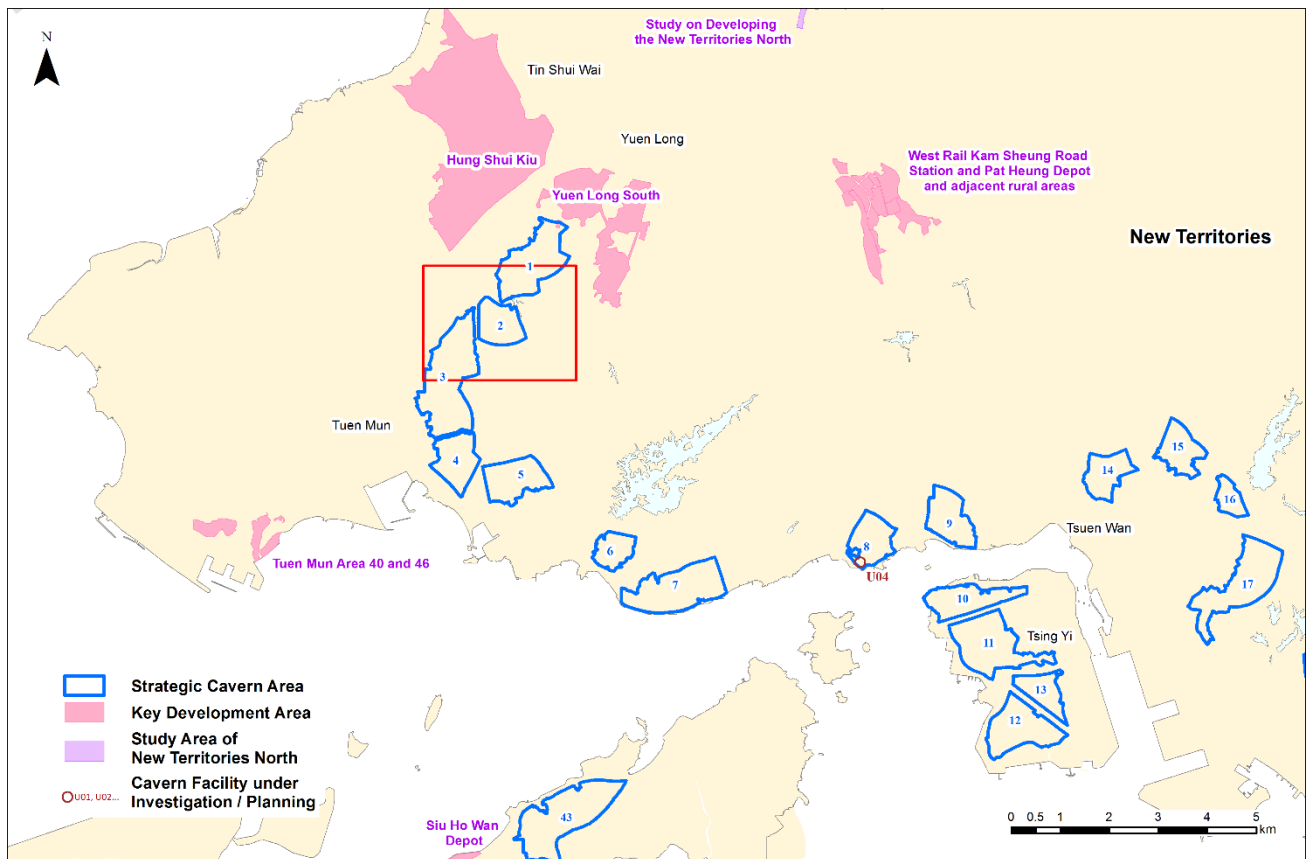 Study on Developing
the New Territories North
N
Tin Shui Wai
Yuen Long
Hung Shui Kiu
West Rail Kam Sheung Road
Station and Pat Heung Depot
and adjacent rural areas
Yuen Long South
New Territories
1
2
3
Tuen Mun
4
5
15
14
16
9
Tsuen Wan
8
6
U04
Tuen Mun Area 40 and 46
7
17
10
Tsing Yi
11
13
12
Strategic Cavern Area
Key Development Area
Study Area of
New Territories North
U01, U02...
Cavern Facility under
Investigation / Planning
43
Siu Ho Wan
Depot
0 0.5 1 2 3 4 5
km